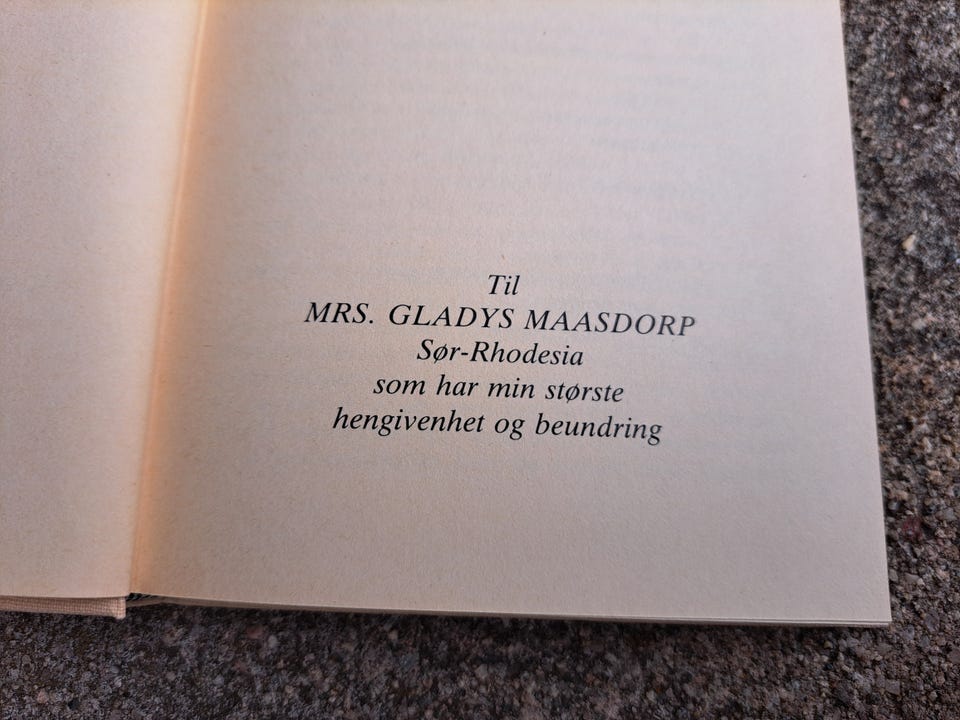 Til
MRS. GLADYS MAASDORP
Sør-Rhodesia
som har min største
hengivenhet og beundring